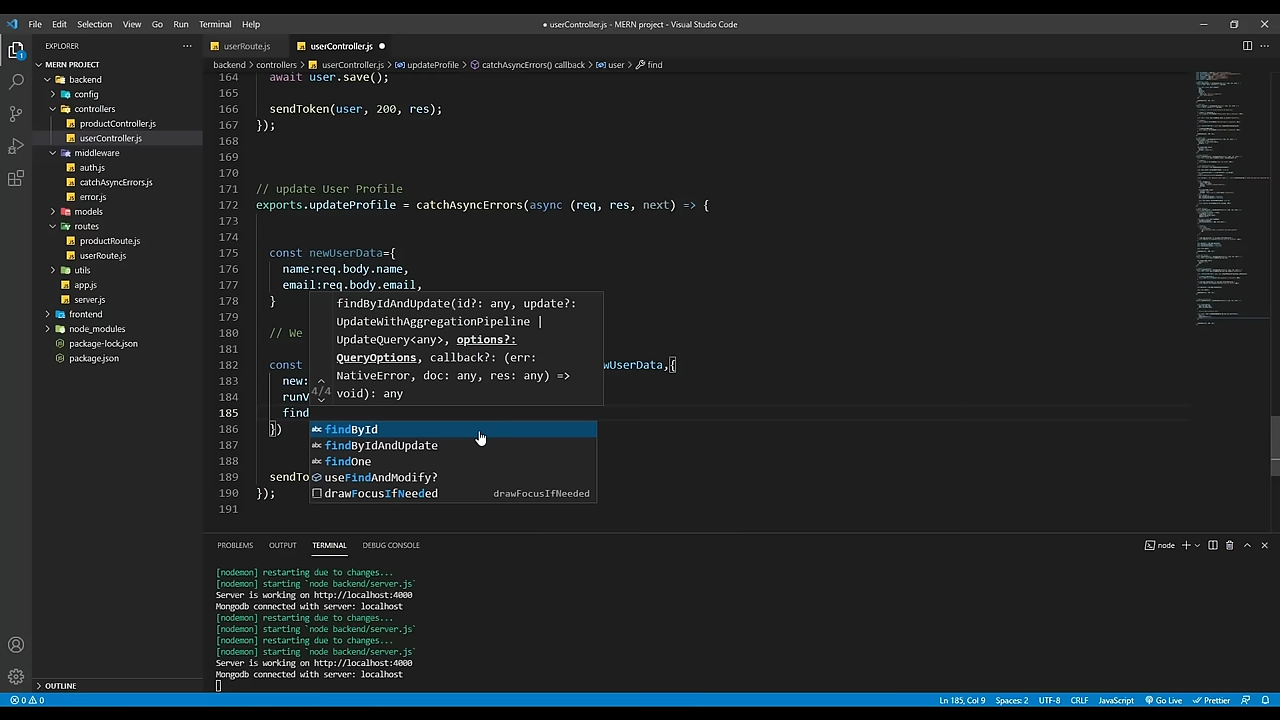 File Edit Selection View Go Run Terminal Help
● userController.js - MERN project - Visual Studio Code
EXPLORER
MERN PROJECT
backend
config
controllers
productController.js
userController.js
middleware
auth.js
catchAsyncErrors.js
error.js
models
routes
productRoute.js
userRoute.js
utils
app.js
server.js
frontend
node_modules
package-lock.json
package.json
OUTLINE
userRoute.js
userController.js ●
backend > controllers > userController.js > updateProfile > catchAsyncErrors() callback > user > find
164 await user.save();
165
166 sendToken(user, 200, res);
167 });
168
169
170
171 // update User Profile
172 exports.updateProfile = catchAsyncErrors(async (req, res, next) => {
173
174
175 const newUserData={
176 name:req.body.name,
177 email:req.body.email,
178 }
179
180 // We
181
182 const
wUserData,{
183 new:
184 runV
185 find
186 })
187
188
189 sendTo
190 });
191
findByIdAndUpdate(id?: any, update?:
UpdateWithAggregationPipeline |
UpdateQuery<any>, options?:
QueryOptions, callback?: (err:
NativeError, doc: any, res: any) =>
void): any
4/4
findById
findByIdAndUpdate
findOne
useFindAndModify?
drawFocusIfNeeded drawFocusIfNeeded
PROBLEMS OUTPUT TERMINAL DEBUG CONSOLE
node
[nodemon] restarting due to changes...
[nodemon] starting `node backend/server.js`
Server is working on http://localhost:4000
Mongodb connected with server: localhost
[nodemon] restarting due to changes...
[nodemon] starting `node backend/server.js`
[nodemon] restarting due to changes...
[nodemon] starting `node backend/server.js`
Server is working on http://localhost:4000
Mongodb connected with server: localhost
0 0
Ln 185, Col 9 Spaces: 2 UTF-8 CRLF JavaScript Go Live Prettier